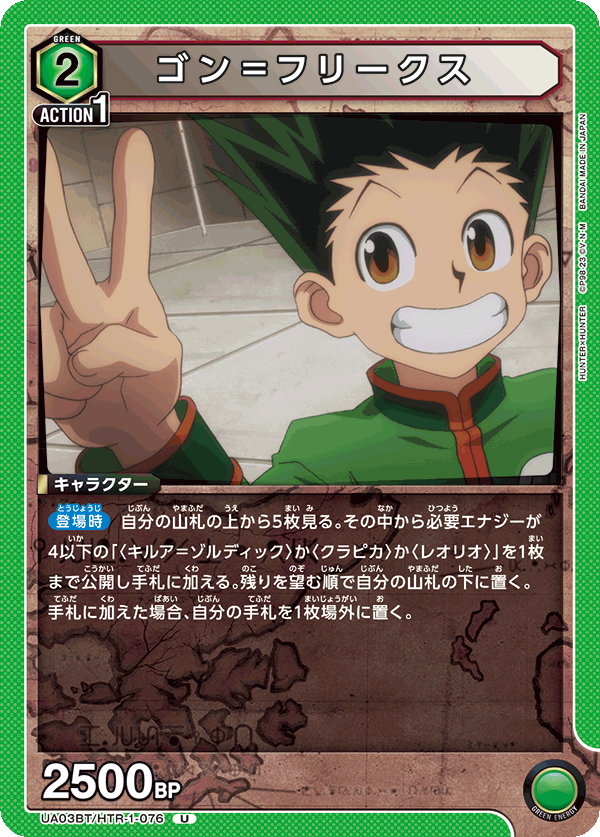 GREEN
2
ACTION1
ゴン＝フリークス
HUNTER×HUNTER ©P98-23 ©V・N・M BANDAI MADE IN JAPAN
キャラクター
登場時 自分の山札の上から5枚見る。その中から必要エナジーが
4以下の「〈キルア＝ゾルディック〉か〈クラピカ〉か〈レオリオ〉」を1枚
まで公開し手札に加える。残りを望む順で自分の山札の下に置く。
手札に加えた場合、自分の手札を1枚場外に置く。
2500BP
UA03BT/HTR-1-076 U
GREEN ENERGY